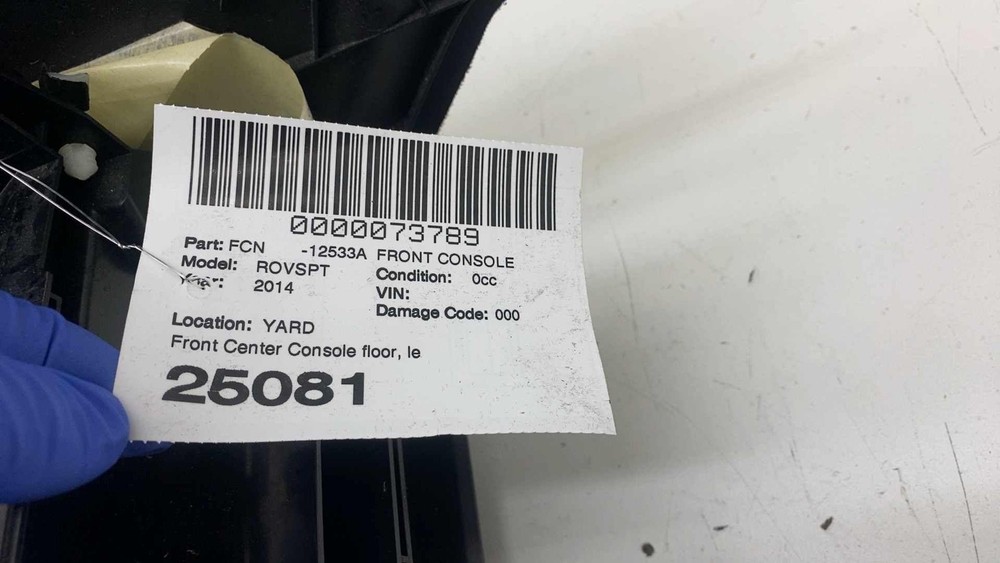 0000073789
Part: FCN -12533A FRONT CONSOLE
Model: ROVSPT Condition: 0cc
Year: 2014 VIN:
Damage Code: 000
Location: YARD
Front Center Console floor, le
25081